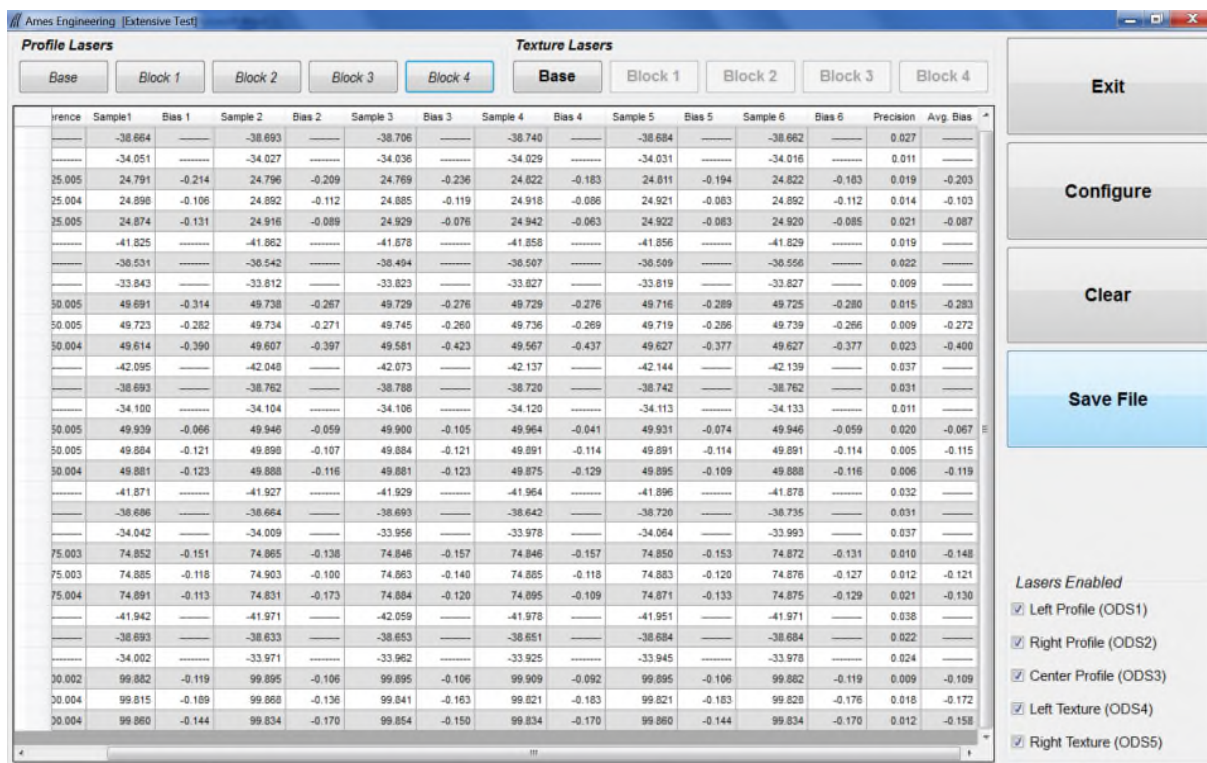 Ames Engineering [Extensive Test]
Profile Lasers
Texture Lasers
Base Block 1 Block 2 Block 3 Block 4 Base Block 1 Block 2 Block 3 Block 4
rence Sample1 Bias 1 Sample 2 Bias 2 Sample 3 Bias 3 Sample 4 Bias 4 Sample 5 Bias 5 Sample 6 Bias 6 Precision Avg. Bias
-------- -38.664 -------- -38.693 -------- -38.706 -------- -38.740 -------- -38.684 -------- -38.662 -------- 0.027 --------
-------- -34.051 -------- -34.027 -------- -34.036 -------- -34.029 -------- -34.031 -------- -34.016 -------- 0.011 --------
25.005 24.791 -0.214 24.796 -0.209 24.769 -0.236 24.822 -0.183 24.811 -0.194 24.822 -0.183 0.019 -0.203
25.004 24.898 -0.106 24.892 -0.112 24.885 -0.119 24.918 -0.086 24.921 -0.083 24.892 -0.112 0.014 -0.103
25.005 24.874 -0.131 24.916 -0.089 24.929 -0.076 24.942 -0.063 24.922 -0.083 24.920 -0.085 0.021 -0.087
-------- -41.825 -------- -41.862 -------- -41.878 -------- -41.858 -------- -41.856 -------- -41.829 -------- 0.019 --------
-------- -38.531 -------- -38.542 -------- -38.494 -------- -38.507 -------- -38.509 -------- -38.556 -------- 0.022 --------
-------- -33.843 -------- -33.812 -------- -33.823 -------- -33.827 -------- -33.819 -------- -33.827 -------- 0.009 --------
50.005 49.691 -0.314 49.738 -0.267 49.729 -0.276 49.729 -0.276 49.716 -0.289 49.725 -0.280 0.015 -0.283
50.005 49.723 -0.282 49.734 -0.271 49.745 -0.260 49.736 -0.269 49.719 -0.286 49.739 -0.266 0.009 -0.272
50.004 49.614 -0.390 49.607 -0.397 49.581 -0.423 49.567 -0.437 49.627 -0.377 49.627 -0.377 0.023 -0.400
-------- -42.095 -------- -42.048 -------- -42.073 -------- -42.137 -------- -42.144 -------- -42.139 -------- 0.037 --------
-------- -38.693 -------- -38.762 -------- -38.788 -------- -38.720 -------- -38.742 -------- -38.762 -------- 0.031 --------
-------- -34.100 -------- -34.104 -------- -34.106 -------- -34.120 -------- -34.113 -------- -34.133 -------- 0.011 --------
50.005 49.939 -0.066 49.946 -0.059 49.900 -0.105 49.964 -0.041 49.931 -0.074 49.946 -0.059 0.020 -0.067
50.005 49.884 -0.121 49.898 -0.107 49.884 -0.121 49.891 -0.114 49.891 -0.114 49.891 -0.114 0.005 -0.115
50.004 49.881 -0.123 49.888 -0.116 49.881 -0.123 49.875 -0.129 49.895 -0.109 49.888 -0.116 0.006 -0.119
-------- -41.871 -------- -41.927 -------- -41.929 -------- -41.964 -------- -41.896 -------- -41.878 -------- 0.032 --------
-------- -38.686 -------- -38.664 -------- -38.693 -------- -38.642 -------- -38.720 -------- -38.735 -------- 0.031 --------
-------- -34.042 -------- -34.009 -------- -33.956 -------- -33.978 -------- -34.064 -------- -33.993 -------- 0.037 --------
75.003 74.852 -0.151 74.865 -0.138 74.846 -0.157 74.846 -0.157 74.850 -0.153 74.872 -0.131 0.010 -0.148
75.003 74.885 -0.118 74.903 -0.100 74.863 -0.140 74.885 -0.118 74.883 -0.120 74.876 -0.127 0.012 -0.121
75.004 74.891 -0.113 74.831 -0.173 74.884 -0.120 74.895 -0.109 74.871 -0.133 74.875 -0.129 0.021 -0.130
-------- -41.942 -------- -41.971 -------- -42.059 -------- -41.978 -------- -41.951 -------- -41.971 -------- 0.038 --------
-------- -38.693 -------- -38.633 -------- -38.653 -------- -38.651 -------- -38.684 -------- -38.684 -------- 0.022 --------
-------- -34.002 -------- -33.971 -------- -33.962 -------- -33.925 -------- -33.945 -------- -33.978 -------- 0.024 --------
00.002 99.882 -0.119 99.895 -0.106 99.895 -0.106 99.909 -0.092 99.895 -0.106 99.882 -0.119 0.009 -0.109
00.004 99.815 -0.189 99.868 -0.136 99.841 -0.163 99.821 -0.183 99.821 -0.183 99.828 -0.176 0.018 -0.172
00.004 99.860 -0.144 99.834 -0.170 99.854 -0.150 99.834 -0.170 99.860 -0.144 99.834 -0.170 0.012 -0.158
Exit
Configure
Clear
Save File
Lasers Enabled
Left Profile (ODS1)
Right Profile (ODS2)
Center Profile (ODS3)
Left Texture (ODS4)
Right Texture (ODS5)